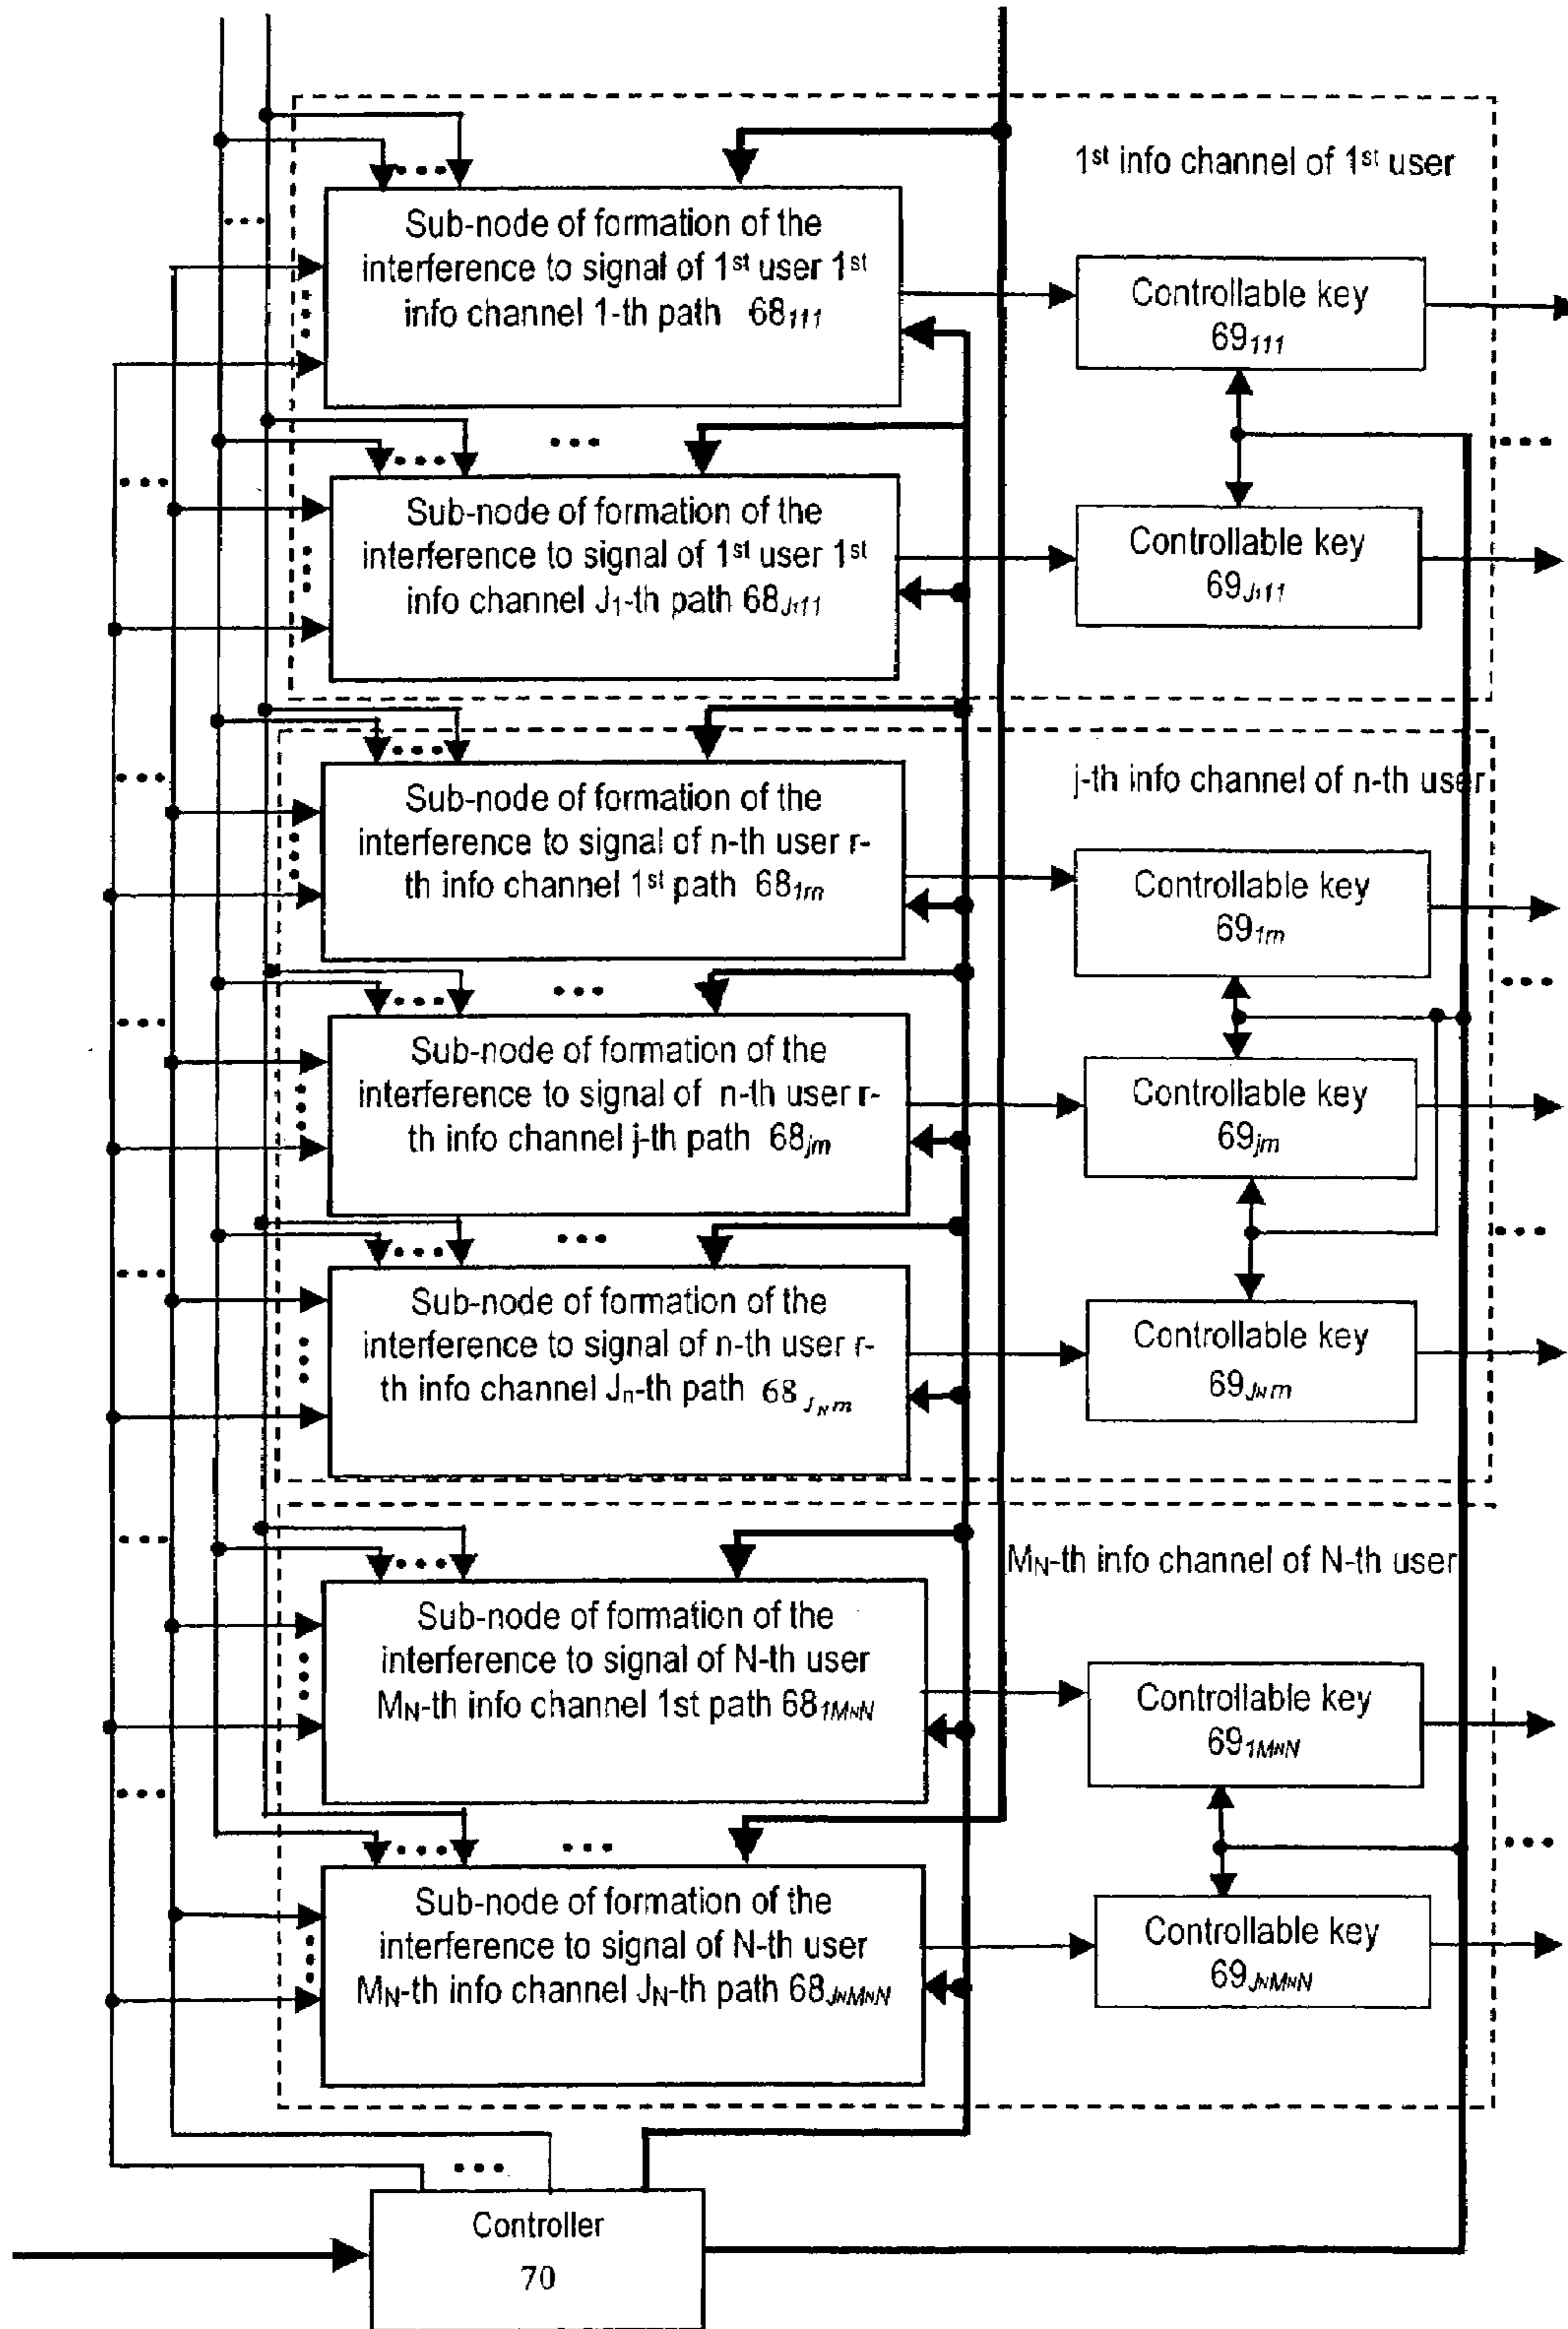 1st info channel of 1st user
Sub-node of formation of the
interference to signal of 1st user 1st
info channel 1-th path 68111
Controllable key
69111
Sub-node of formation of the
interference to signal of 1st user 1st
info channel J1-th path 68J111
Controllable key
69J111
j-th info channel of n-th user
Sub-node of formation of the
interference to signal of n-th user r-
th info channel 1st path 681rn
Controllable key
691rn
Sub-node of formation of the
interference to signal of n-th user r-
th info channel j-th path 68jrn
Controllable key
69jrn
Sub-node of formation of the
interference to signal of n-th user r-
th info channel Jn-th path 68JNrn
Controllable key
69JNrn
MN-th info channel of N-th user
Sub-node of formation of the
interference to signal of N-th user
MN-th info channel 1st path 681MNN
Controllable key
691MNN
Sub-node of formation of the
interference to signal of N-th user
MN-th info channel JN-th path 68JNMNN
Controllable key
69JNMNN
Controller
70